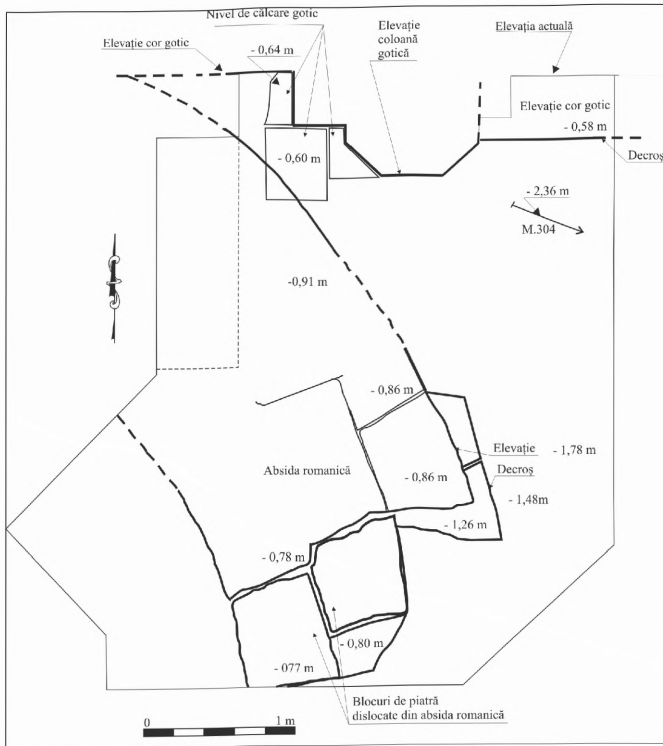 Nivel de călcare gotic
Elevație cor gotic
- 0,64 m
Elevație
coloană
gotică
Elevația actuală
Elevație cor gotic
- 0,58 m
Decroș
- 0,60 m
- 2,36 m
M.304
-0,91 m
- 0,86 m
Elevație
- 1,78 m
Absida romanică
- 0,86 m
Decroș
- 1,48m
- 1,26 m
- 0,78 m
- 0,80 m
- 077 m
Blocuri de piatră
dislocate din absida romanică
0
1 m